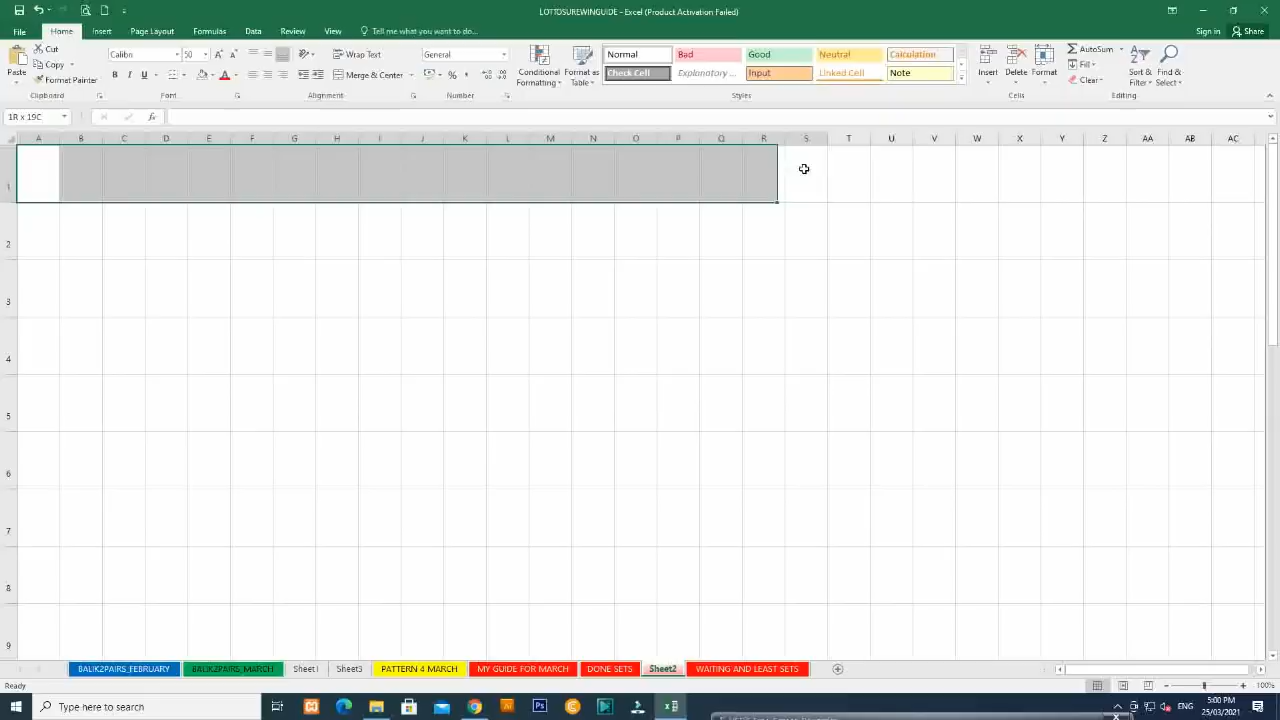 LOTTOSUREWINGUIDE - Excel (Product Activation Failed)
File Home Insert Page Layout Formulas Data Review View Tell me what you want to do... Sign in Share
Paste Cut Copy Format Painter
Clipboard
Calibri 50 A A
B I U A
Font
Wrap Text
Merge & Center
Alignment
General
% ,
Number
Conditional Formatting Format as Table
Normal Bad Good Neutral Calculation
Check Cell Explanatory ... Input Linked Cell Note
Styles
Insert Delete Format
Cells
AutoSum
Fill
Clear
Sort & Filter Find & Select
Editing
1R x 19C fx
A B C D E F G H I J K L M N O P Q R S T U V W X Y Z AA AB AC
1
2
3
4
5
6
7
8
9
BALIK2PAIRS_FEBRUARY BALIK2PAIRS_MARCH Sheet1 Sheet3 PATTERN 4 MARCH MY GUIDE FOR MARCH DONE SETS Sheet2 WAITING AND LEAST SETS
Ready 100%
Type here to search Ai Ps ENG 5:00 PM
25/03/2021